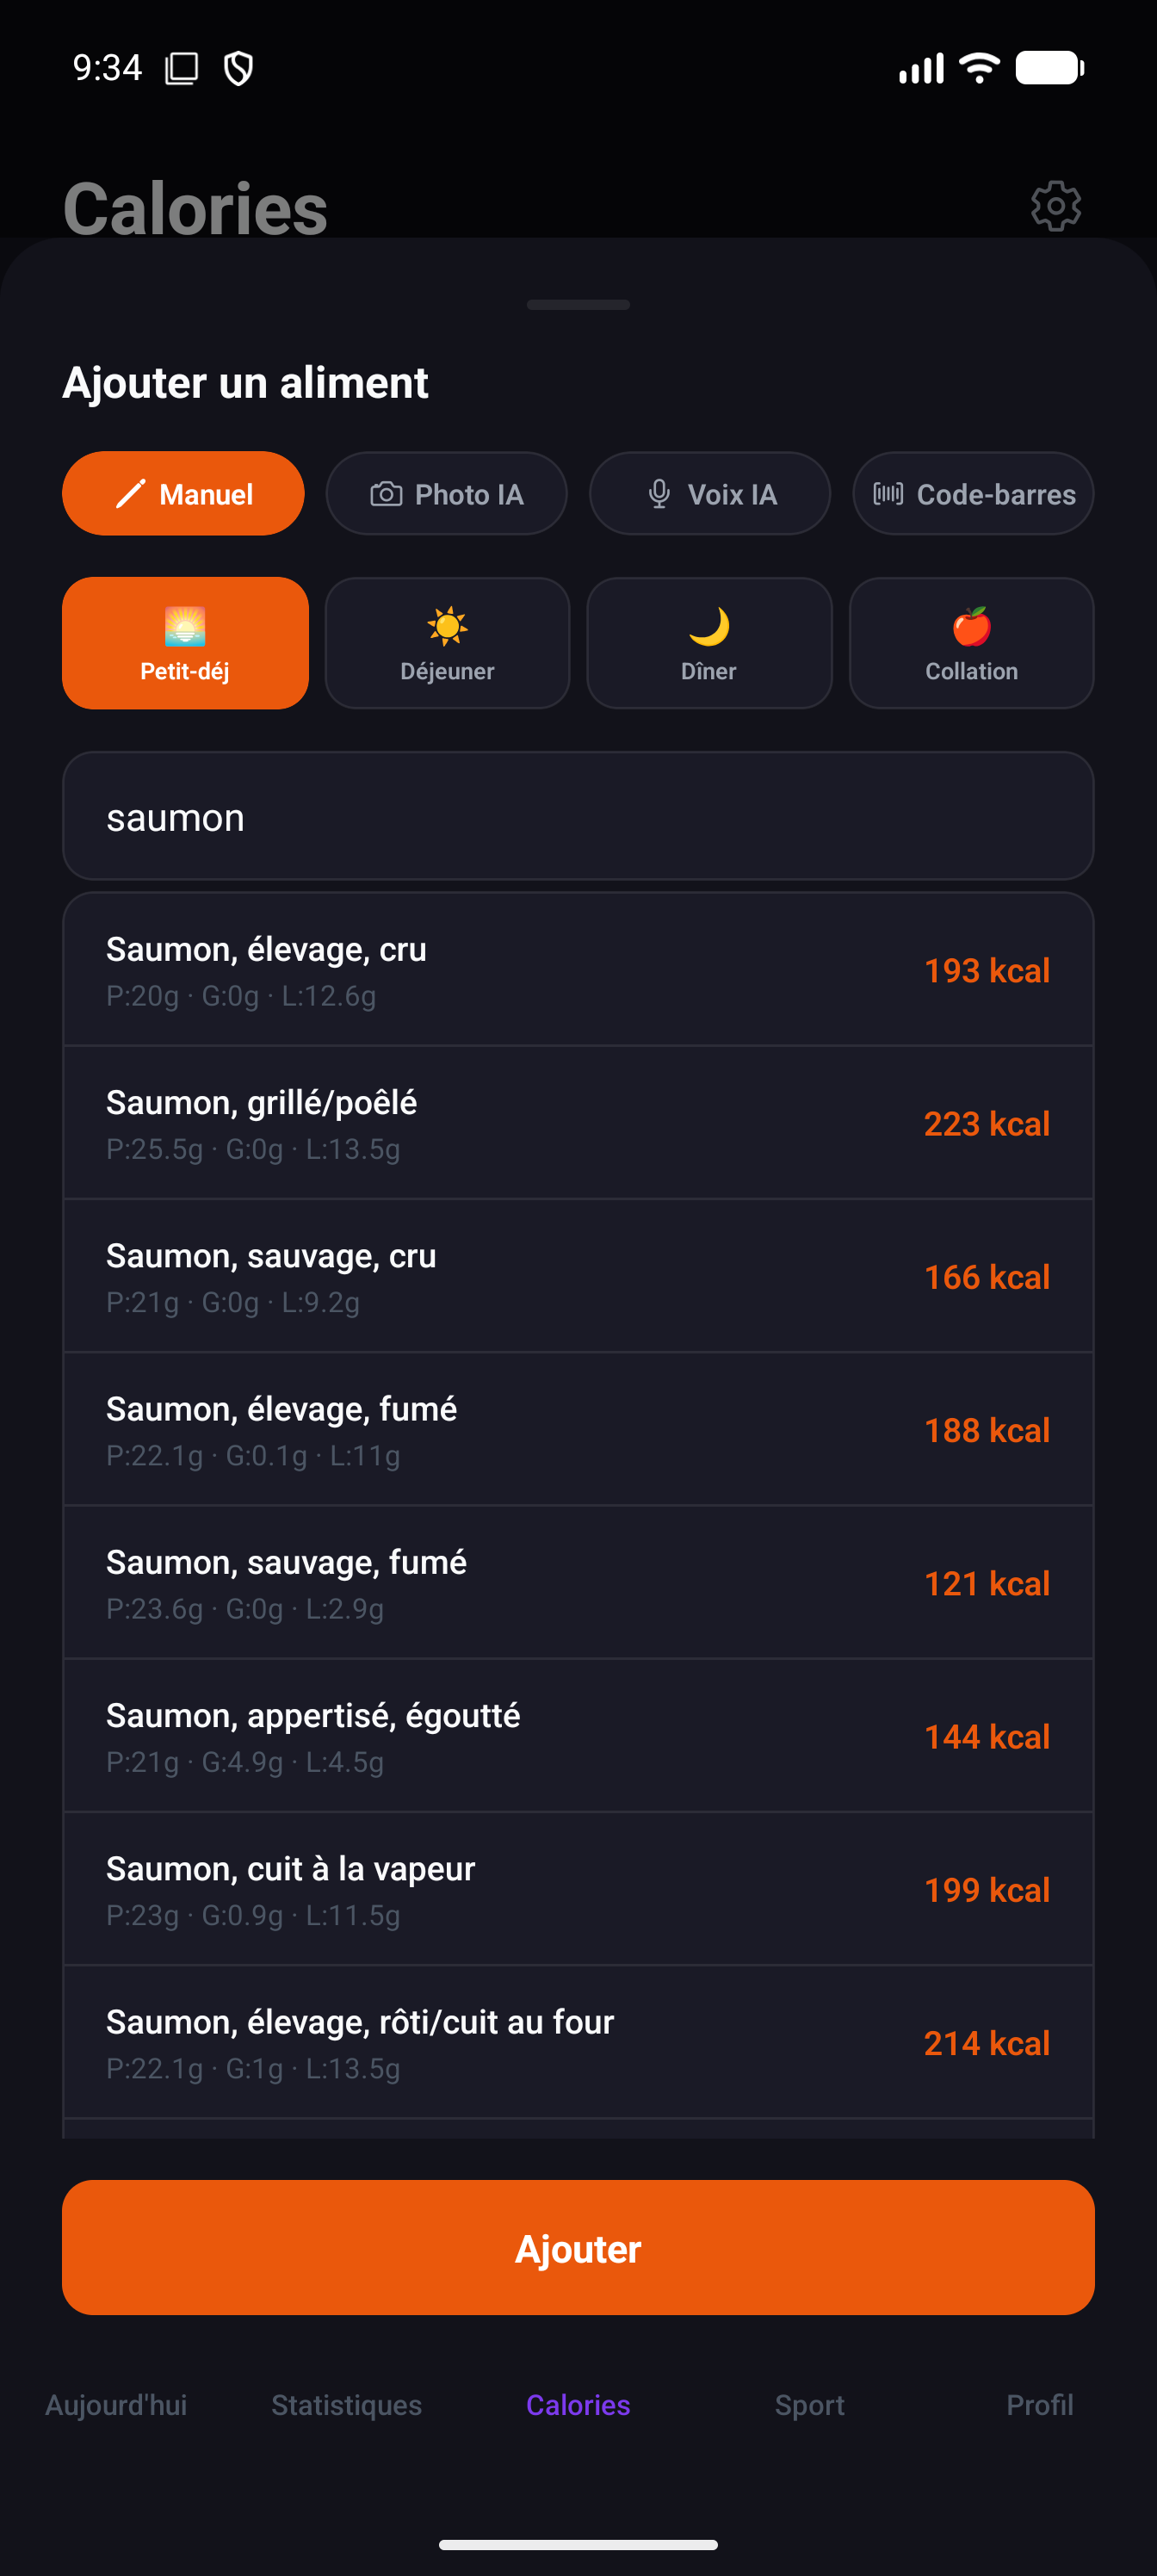 9:34
Calories
Ajouter un aliment
Manuel
Photo IA
Voix IA
Code-barres
Petit-déj
Déjeuner
Dîner
Collation
saumon
Saumon, élevage, cru
193 kcal
P:20g · G:0g · L:12.6g
Saumon, grillé/poêlé
223 kcal
P:25.5g · G:0g · L:13.5g
Saumon, sauvage, cru
166 kcal
P:21g · G:0g · L:9.2g
Saumon, élevage, fumé
188 kcal
P:22.1g · G:0.1g · L:11g
Saumon, sauvage, fumé
121 kcal
P:23.6g · G:0g · L:2.9g
Saumon, appertisé, égoutté
144 kcal
P:21g · G:4.9g · L:4.5g
Saumon, cuit à la vapeur
199 kcal
P:23g · G:0.9g · L:11.5g
Saumon, élevage, rôti/cuit au four
214 kcal
P:22.1g · G:1g · L:13.5g
Ajouter
Aujourd'hui
Statistiques
Calories
Sport
Profil